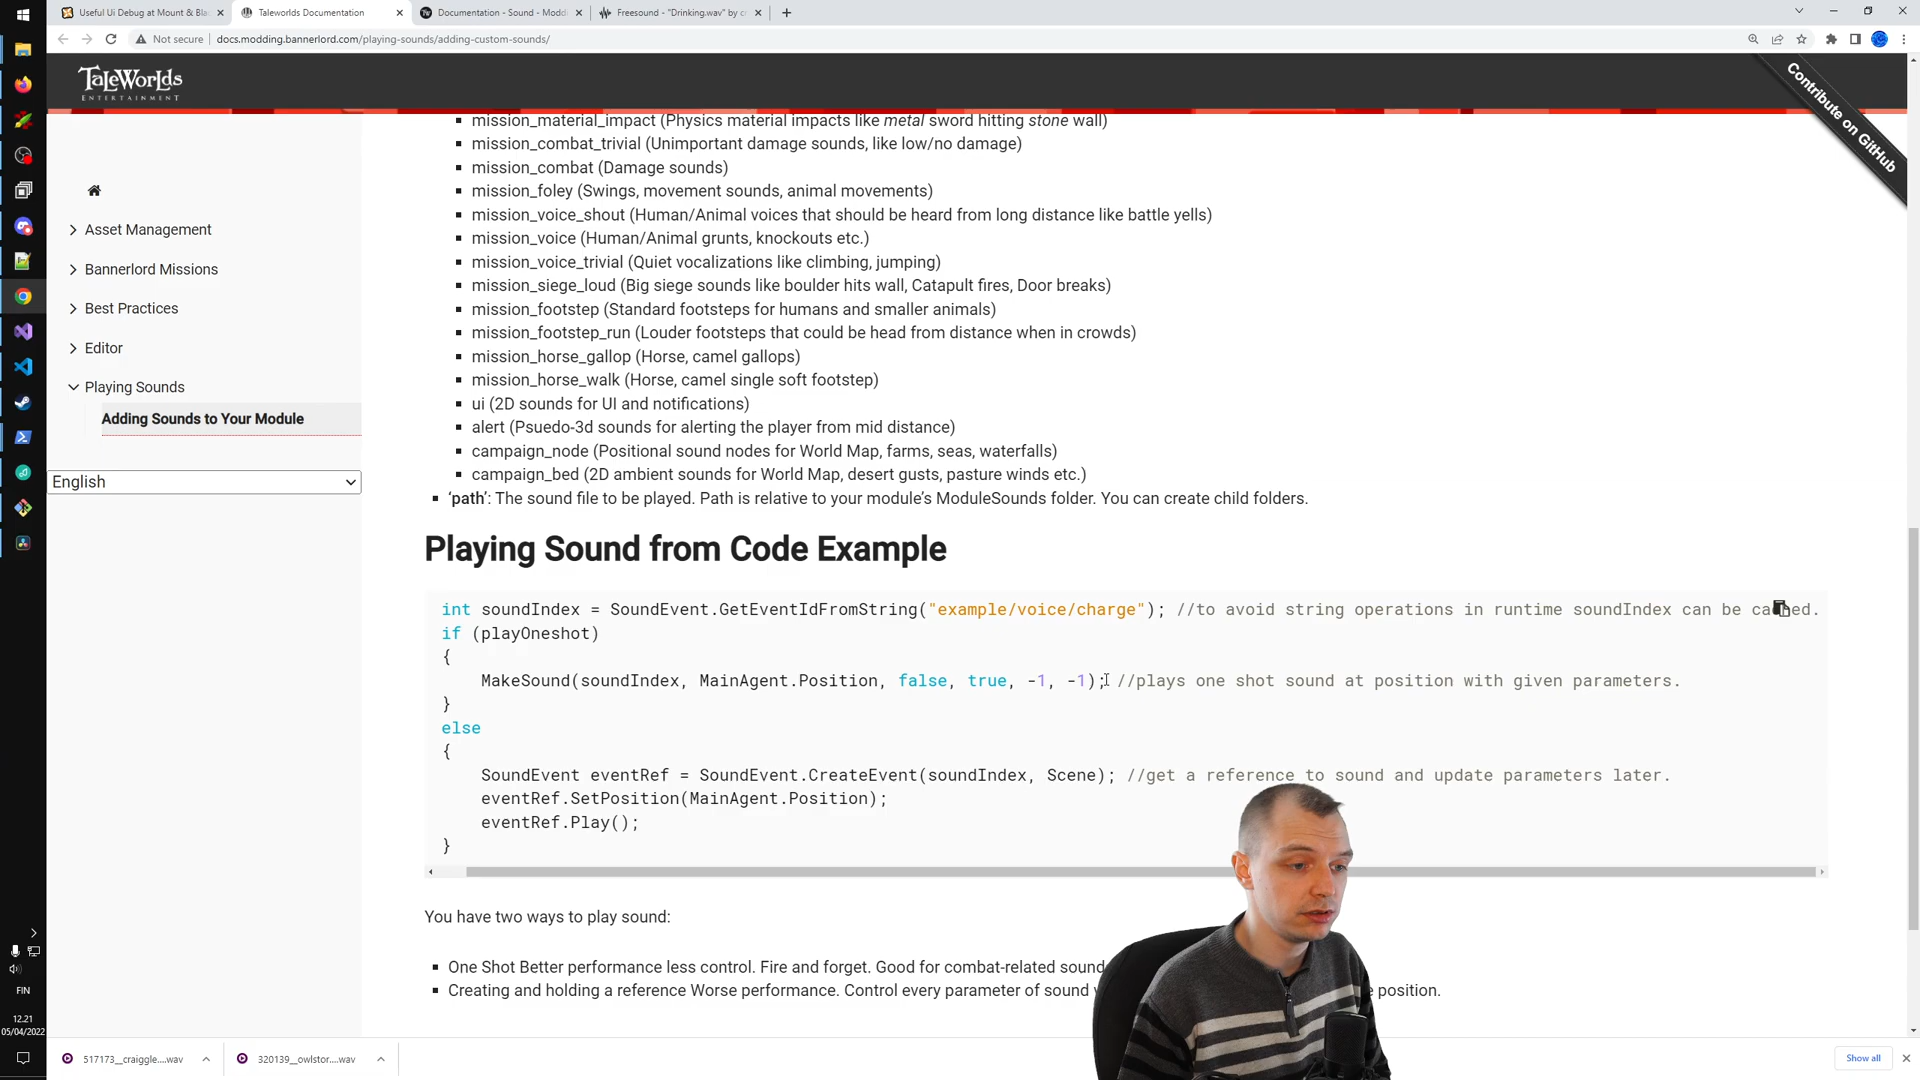 Useful Ui Debug at Mount & Bla
Taleworlds Documentation
Documentation - Sound - Moddi
Freesound - "Drinking.wav" by c
Not secure
docs.modding.bannerlord.com/playing-sounds/adding-custom-sounds/
TALEWORLDS
ENTERTAINMENT
Contribute on GitHub
Asset Management
Bannerlord Missions
Best Practices
Editor
Playing Sounds
Adding Sounds to Your Module
English
mission_material_impact (Physics material impacts like metal sword hitting stone wall)
mission_combat_trivial (Unimportant damage sounds, like low/no damage)
mission_combat (Damage sounds)
mission_foley (Swings, movement sounds, animal movements)
mission_voice_shout (Human/Animal voices that should be heard from long distance like battle yells)
mission_voice (Human/Animal grunts, knockouts etc.)
mission_voice_trivial (Quiet vocalizations like climbing, jumping)
mission_siege_loud (Big siege sounds like boulder hits wall, Catapult fires, Door breaks)
mission_footstep (Standard footsteps for humans and smaller animals)
mission_footstep_run (Louder footsteps that could be head from distance when in crowds)
mission_horse_gallop (Horse, camel gallops)
mission_horse_walk (Horse, camel single soft footstep)
ui (2D sounds for UI and notifications)
alert (Psuedo-3d sounds for alerting the player from mid distance)
campaign_node (Positional sound nodes for World Map, farms, seas, waterfalls)
campaign_bed (2D ambient sounds for World Map, desert gusts, pasture winds etc.)
'path': The sound file to be played. Path is relative to your module's ModuleSounds folder. You can create child folders.
Playing Sound from Code Example
int soundIndex = SoundEvent.GetEventIdFromString("example/voice/charge"); //to avoid string operations in runtime soundIndex can be
if (playOneshot)
{
MakeSound(soundIndex, MainAgent.Position, false, true, -1, -1); //plays one shot sound at position with given parameters.
}
else
{
SoundEvent eventRef = SoundEvent.CreateEvent(soundIndex, Scene); //get a reference to sound and update parameters later.
eventRef.SetPosition(MainAgent.Position);
eventRef.Play();
}
You have two ways to play sound:
One Shot Better performance less control. Fire and forget. Good for combat-related sound
Creating and holding a reference Worse performance. Control every parameter of sound position.
FIN
12.21
05/04/2022
517173__craiggle....wav
320139__owlstor....wav
Show all